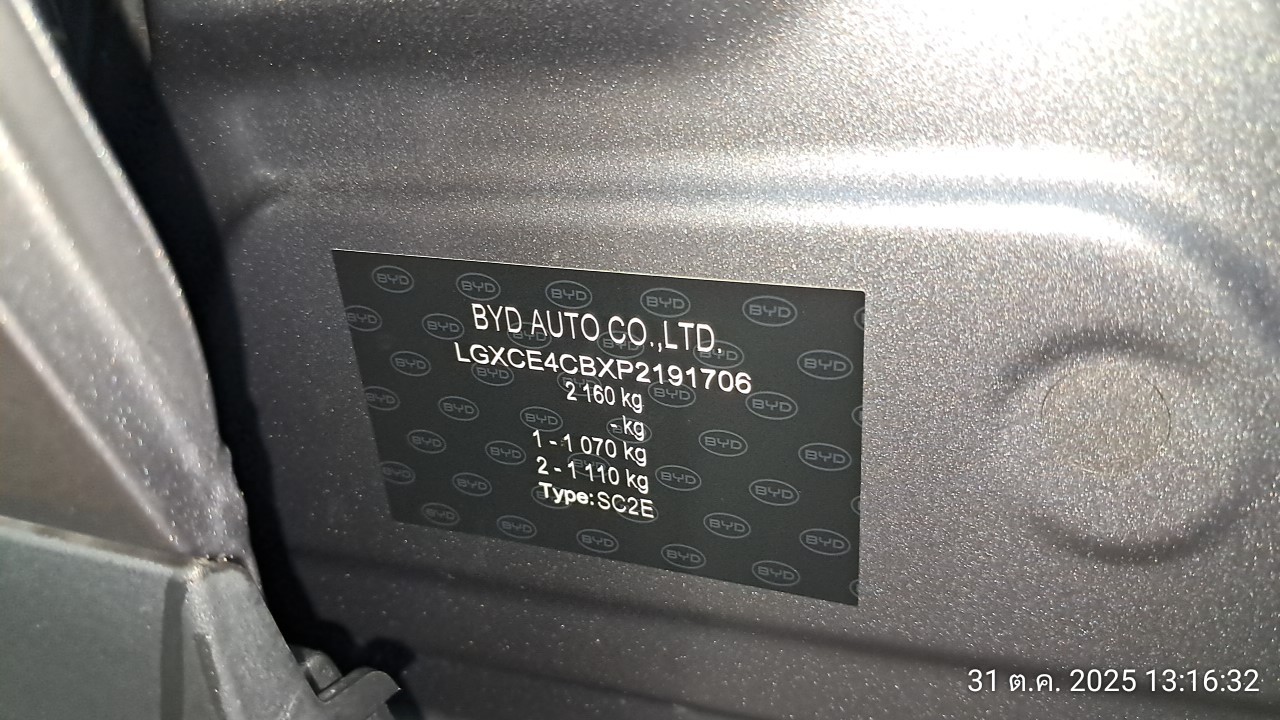 BYD AUTO CO.,LTD.
LGXCE4CBXP2191706
2 160 kg
- kg
1 - 1 070 kg
2 - 1 110 kg
Type:SC2E
31 ต.ค. 2025 13:16:32